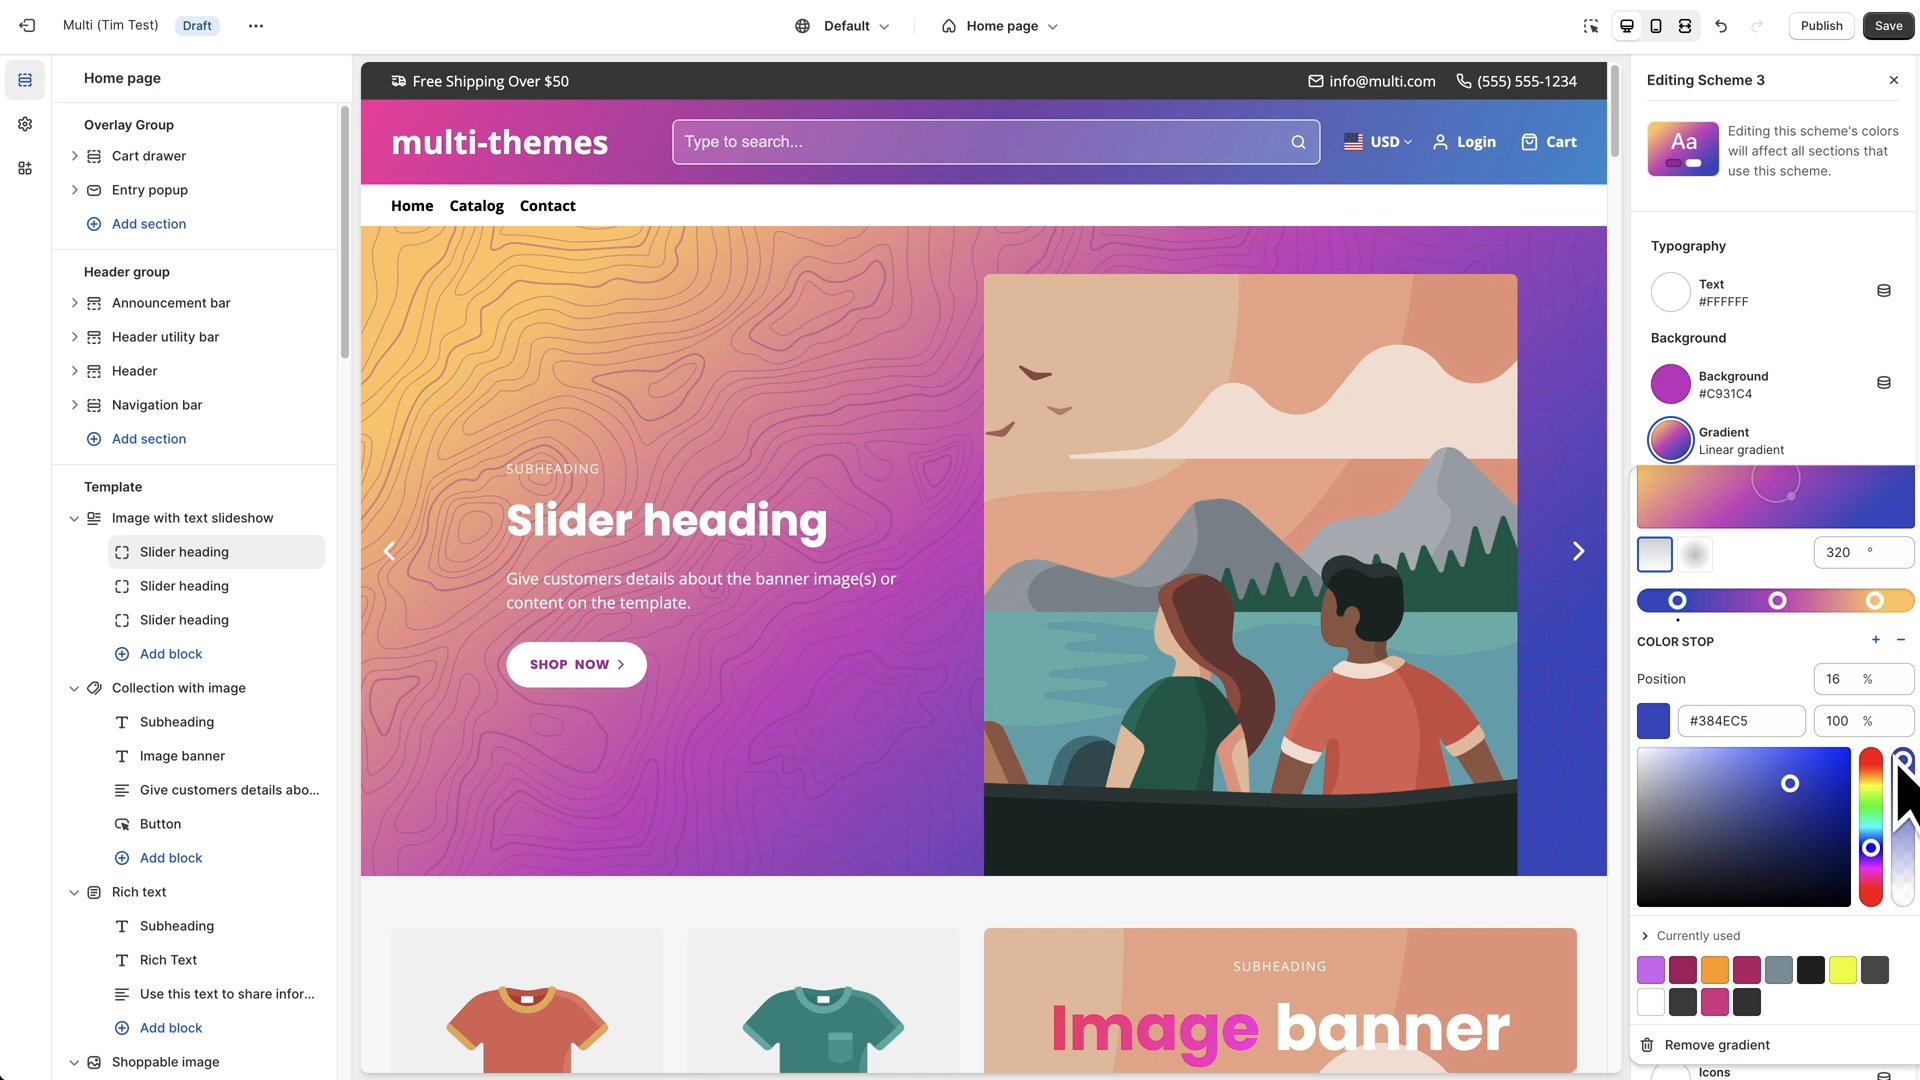 Multi (Tim Test)
Draft
Default
Home page
Publish
Save
Home page
Overlay Group
Cart drawer
Entry popup
Add section
Header group
Announcement bar
Header utility bar
Header
Navigation bar
Add section
Template
Image with text slideshow
Slider heading
Slider heading
Slider heading
Add block
Collection with image
Subheading
Image banner
Give customers details abo...
Button
Add block
Rich text
Subheading
Rich Text
Use this text to share infor...
Add block
Shoppable image
Free Shipping Over $50
info@multi.com
(555) 555-1234
multi-themes
Type to search...
USD
Login
Cart
Home
Catalog
Contact
SUBHEADING
Slider heading
Give customers details about the banner image(s) or
content on the template.
SHOP NOW
SUBHEADING
Image banner
Editing Scheme 3
Aa
Editing this scheme's colors
will affect all sections that
use this scheme.
Typography
Text
#FFFFFF
Background
Background
#C931C4
Gradient
Linear gradient
320 °
COLOR STOP
+ −
Position
16 %
#384EC5
100 %
Currently used
Remove gradient
Icons